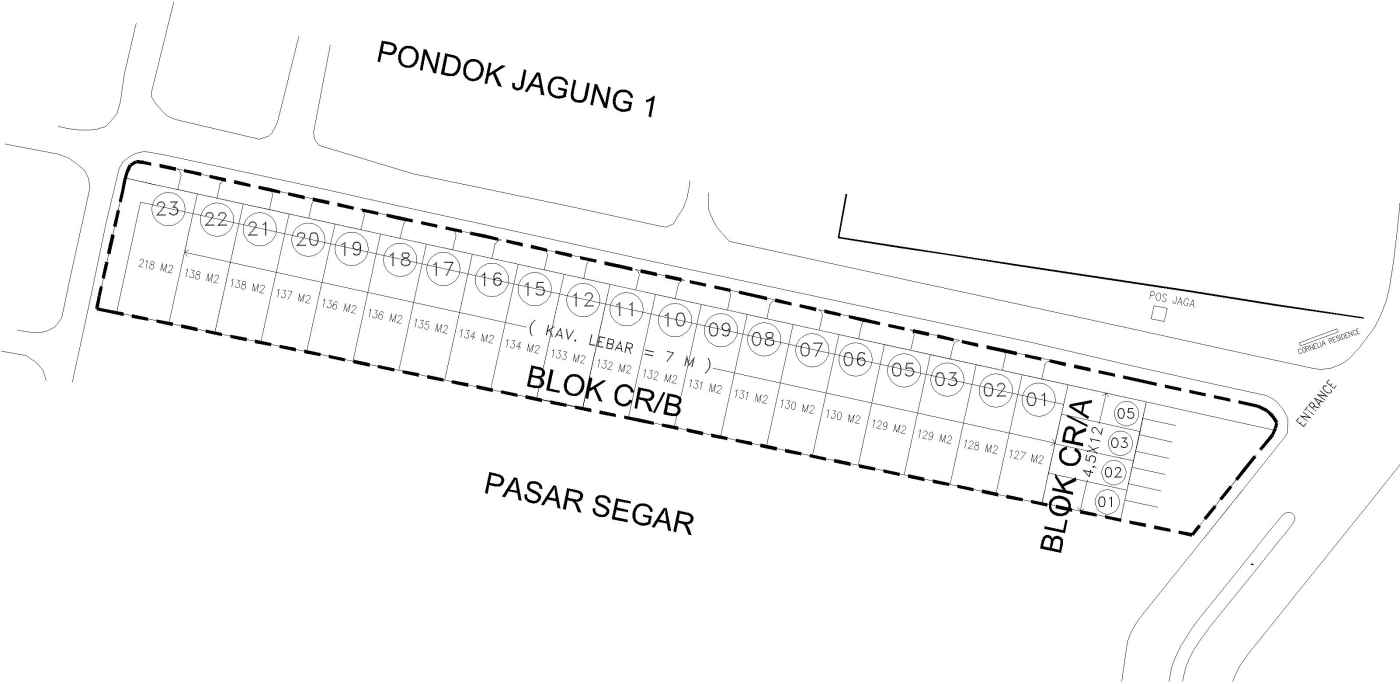 PONDOK JAGUNG 1
23
22
21
20
19
18
17
16
15
12
11
10
09
08
07
06
05
03
02
01
218 M2
138 M2
138 M2
137 M2
136 M2
136 M2
135 M2
134 M2
134 M2
133 M2
132 M2
132 M2
131 M2
131 M2
130 M2
130 M2
129 M2
129 M2
128 M2
127 M2
( KAV. LEBAR = 7 M )
BLOK CR/B
BLOK CR/A
4,5X12
05
03
02
01
POS JAGA
CORNELIA RESIDENCE
ENTRANCE
PASAR SEGAR